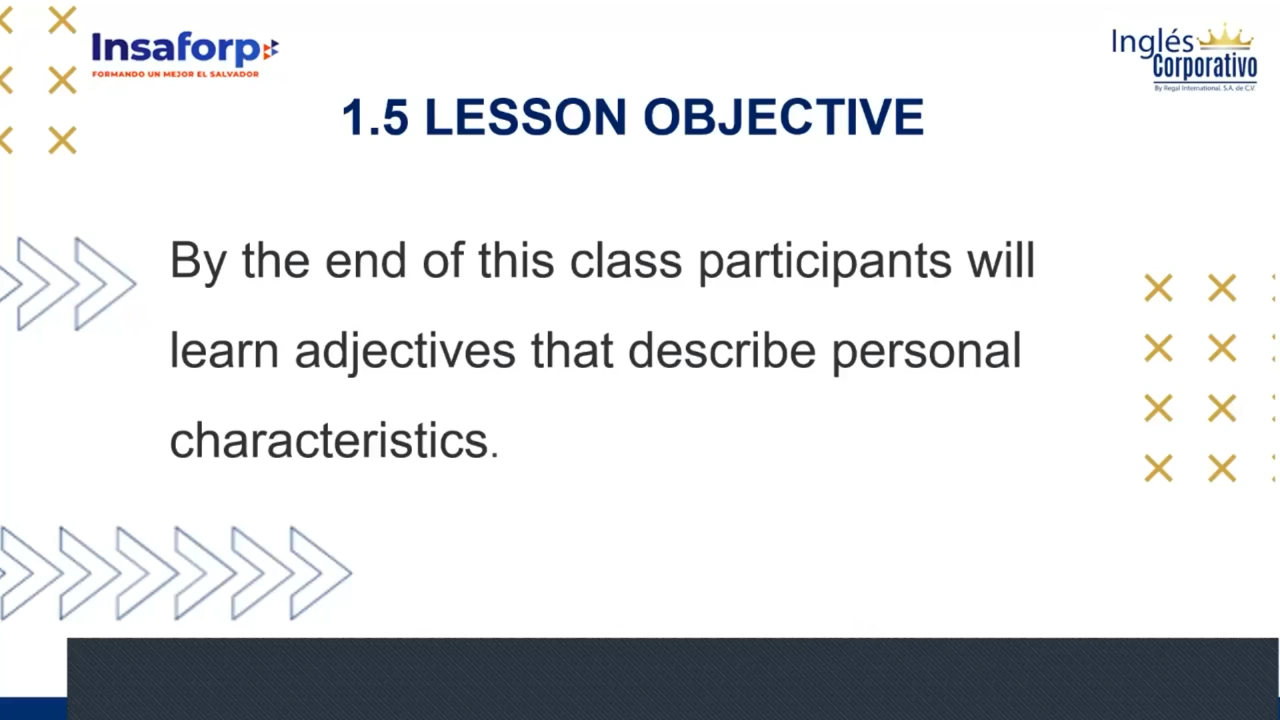 Insaforp
FORMANDO UN MEJOR EL SALVADOR
Inglés
Corporativo
By Regal International, S.A. de C.V.
1.5 LESSON OBJECTIVE
By the end of this class participants will
learn adjectives that describe personal
characteristics.